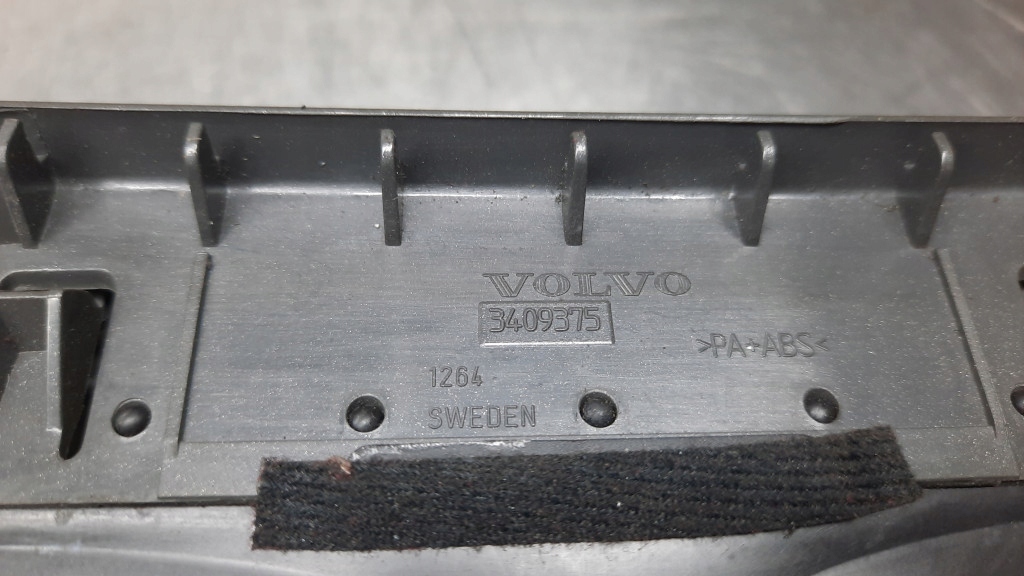 VOLVO
3409375
>PA+ABS<
1264
SWEDEN